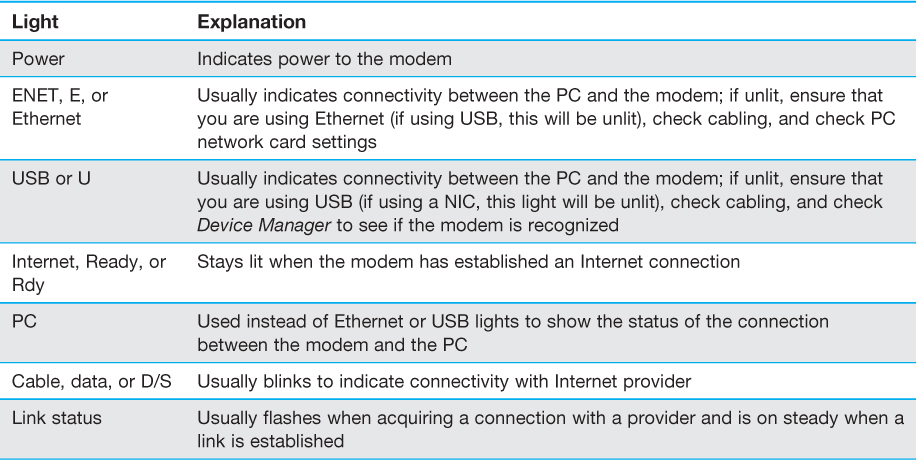 Light Explanation
Power Indicates power to the modem
ENET, E, or Usually indicates connectivity between the PC and the modem; if unlit, ensure that
Ethernet you are using Ethernet (if using USB, this will be unlit), check cabling, and check PC
network card settings
USB or U Usually indicates connectivity between the PC and the modem; if unlit, ensure that
you are using USB (if using a NIC, this light will be unlit), check cabling, and check
Device Manager to see if the modem is recognized
Internet, Ready, or Stays lit when the modem has established an Internet connection
Rdy
PC Used instead of Ethernet or USB lights to show the status of the connection
between the modem and the PC
Cable, data, or D/S Usually blinks to indicate connectivity with Internet provider
Link status Usually flashes when acquiring a connection with a provider and is on steady when a
link is established